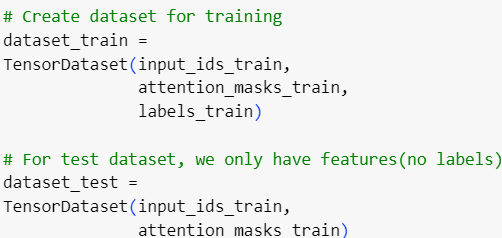 # Create dataset for training
dataset_train =
TensorDataset(input_ids_train,
attention_masks_train,
labels_train)
# For test dataset, we only have features(no labels)
dataset_test =
TensorDataset(input_ids_train,
attention_masks_train)